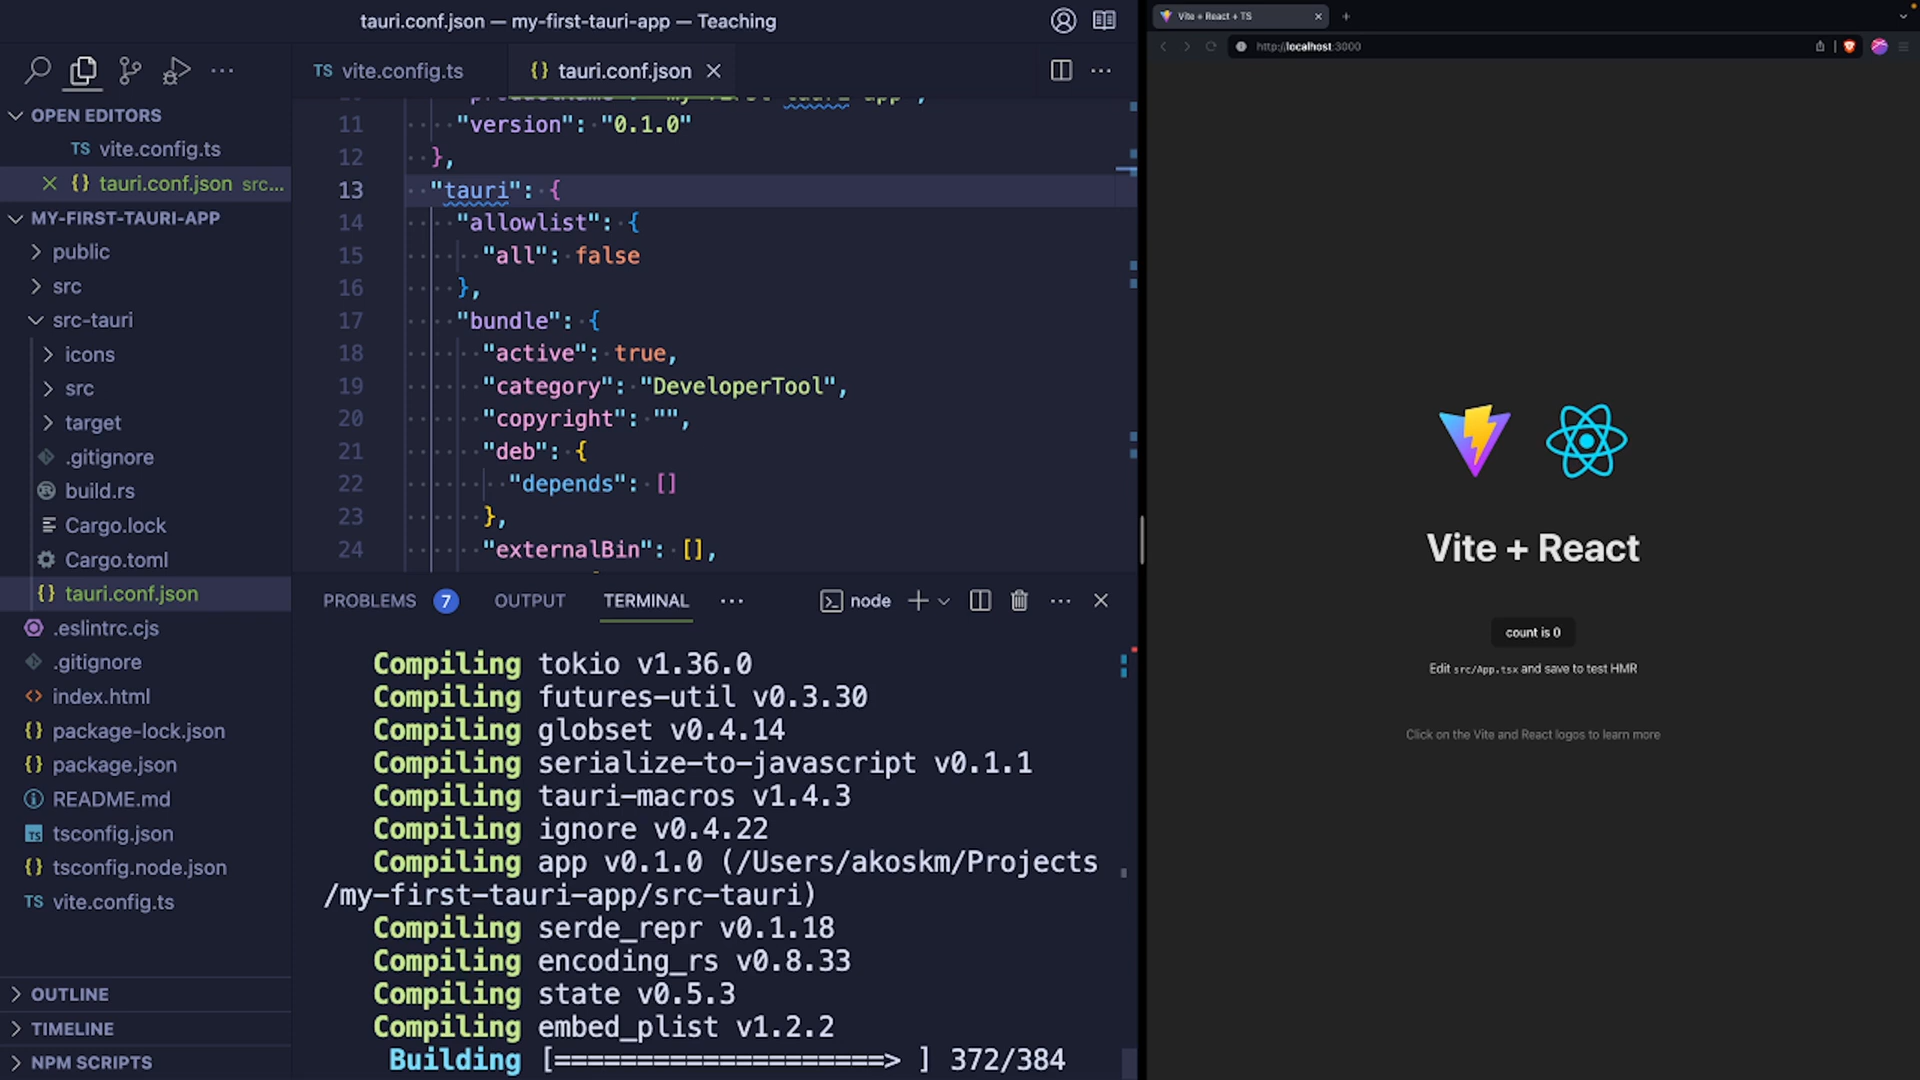 tauri.conf.json — my-first-tauri-app — Teaching
OPEN EDITORS
TS vite.config.ts
{} tauri.conf.json src...
MY-FIRST-TAURI-APP
public
src
src-tauri
icons
src
target
.gitignore
build.rs
Cargo.lock
Cargo.toml
{} tauri.conf.json
.eslintrc.cjs
.gitignore
<> index.html
{} package-lock.json
{} package.json
README.md
TS tsconfig.json
{} tsconfig.node.json
TS vite.config.ts
OUTLINE
TIMELINE
NPM SCRIPTS
TS vite.config.ts
{} tauri.conf.json
11 "version": "0.1.0"
12 },
13 "tauri": {
14 "allowlist": {
15 "all": false
16 },
17 "bundle": {
18 "active": true,
19 "category": "DeveloperTool",
20 "copyright": "",
21 "deb": {
22 "depends": []
23 },
24 "externalBin": [],
PROBLEMS 7 OUTPUT TERMINAL node
Compiling tokio v1.36.0
Compiling futures-util v0.3.30
Compiling globset v0.4.14
Compiling serialize-to-javascript v0.1.1
Compiling tauri-macros v1.4.3
Compiling ignore v0.4.22
Compiling app v0.1.0 (/Users/akoskm/Projects
/my-first-tauri-app/src-tauri)
Compiling serde_repr v0.1.18
Compiling encoding_rs v0.8.33
Compiling state v0.5.3
Compiling embed_plist v1.2.2
Building [====================> ] 372/384
Vite + React + TS
http://localhost:3000
Vite + React
count is 0
Edit src/App.tsx and save to test HMR
Click on the Vite and React logos to learn more